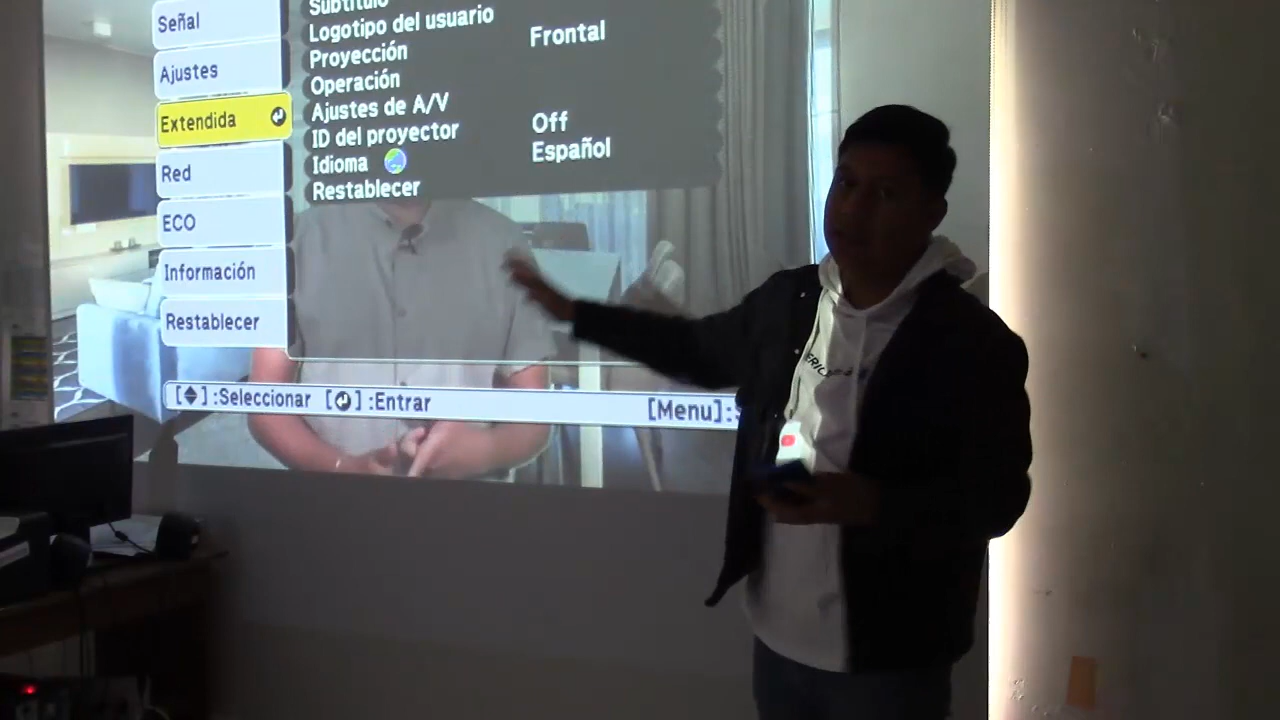 Señal
Ajustes
Extendida
Red
ECO
Información
Restablecer
Subtítulo
Logotipo del usuario
Proyección Frontal
Operación
Ajustes de A/V
ID del proyector Off
Idioma Español
Restablecer
[ ]:Seleccionar [ ]:Entrar [Menu]:S